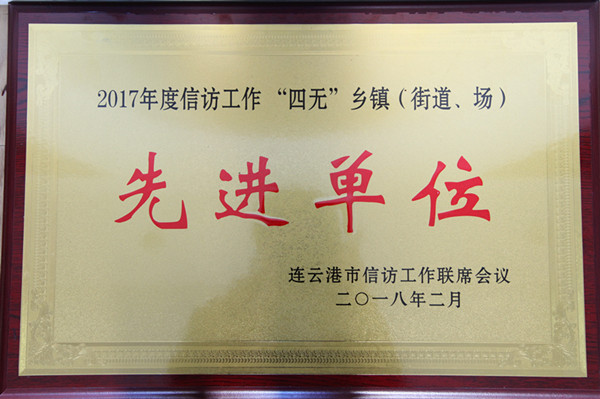 2017年度信访工作“四无”乡镇（街道、场）
先进单位
连云港市信访工作联席会议
二〇一八年二月